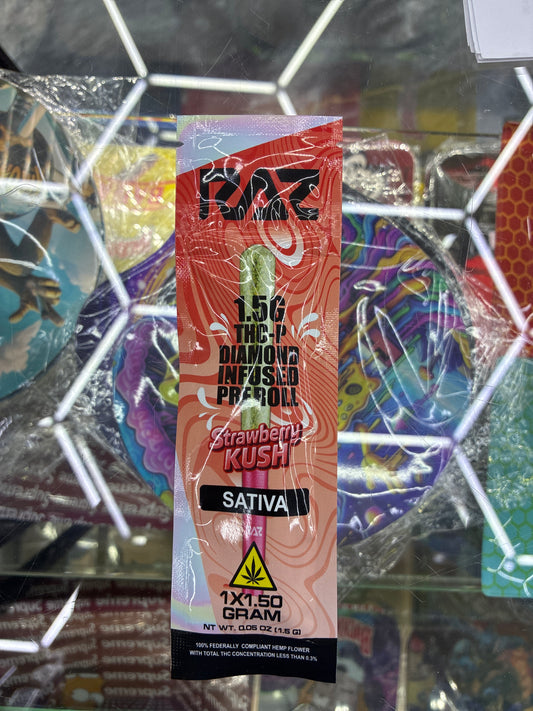 RAZ
1.5G
THC-P
DIAMOND
INFUSED
PREROLL
Strawberry
KUSH
SATIVA
RAZ
1X1.50
GRAM
NT WT. 0.05 OZ (1.5 G)
100% FEDERALLY COMPLIANT HEMP FLOWER
WITH TOTAL THC CONCENTRATION LESS THAN 0.3%